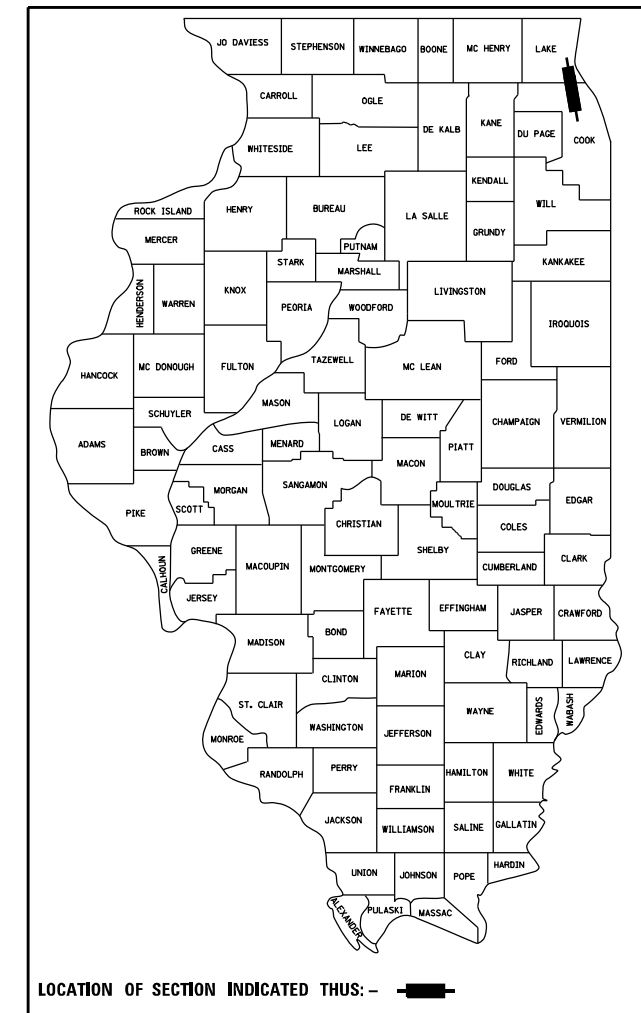 JO DAVIESS
STEPHENSON
WINNEBAGO
BOONE
MC HENRY
LAKE
CARROLL
OGLE
DE KALB
KANE
DU PAGE
COOK
WHITESIDE
LEE
KENDALL
WILL
ROCK ISLAND
HENRY
BUREAU
LA SALLE
GRUNDY
MERCER
PUTNAM
STARK
MARSHALL
KANKAKEE
HENDERSON
WARREN
KNOX
PEORIA
WOODFORD
LIVINGSTON
IROQUOIS
HANCOCK
MC DONOUGH
FULTON
TAZEWELL
MC LEAN
FORD
SCHUYLER
MASON
LOGAN
DE WITT
CHAMPAIGN
VERMILION
ADAMS
BROWN
CASS
MENARD
MACON
PIATT
PIKE
SCOTT
MORGAN
SANGAMON
CHRISTIAN
MOULTRIE
DOUGLAS
EDGAR
COLES
CALHOUN
GREENE
MACOUPIN
MONTGOMERY
SHELBY
CUMBERLAND
CLARK
JERSEY
FAYETTE
EFFINGHAM
JASPER
CRAWFORD
MADISON
BOND
CLAY
RICHLAND
LAWRENCE
CLINTON
MARION
ST. CLAIR
WAYNE
EDWARDS
WABASH
MONROE
WASHINGTON
JEFFERSON
RANDOLPH
PERRY
FRANKLIN
HAMILTON
WHITE
JACKSON
WILLIAMSON
SALINE
GALLATIN
UNION
JOHNSON
POPE
HARDIN
ALEXANDER
PULASKI
MASSAC
LOCATION OF SECTION INDICATED THUS: –